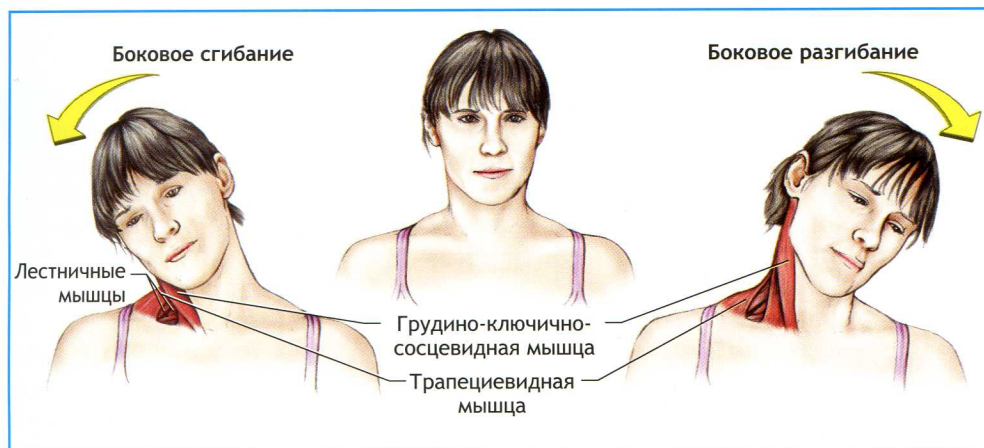 Боковое сгибание
Боковое разгибание
Лестничные
мышцы
Грудино-ключично-
сосцевидная мышца
Трапециевидная
мышца